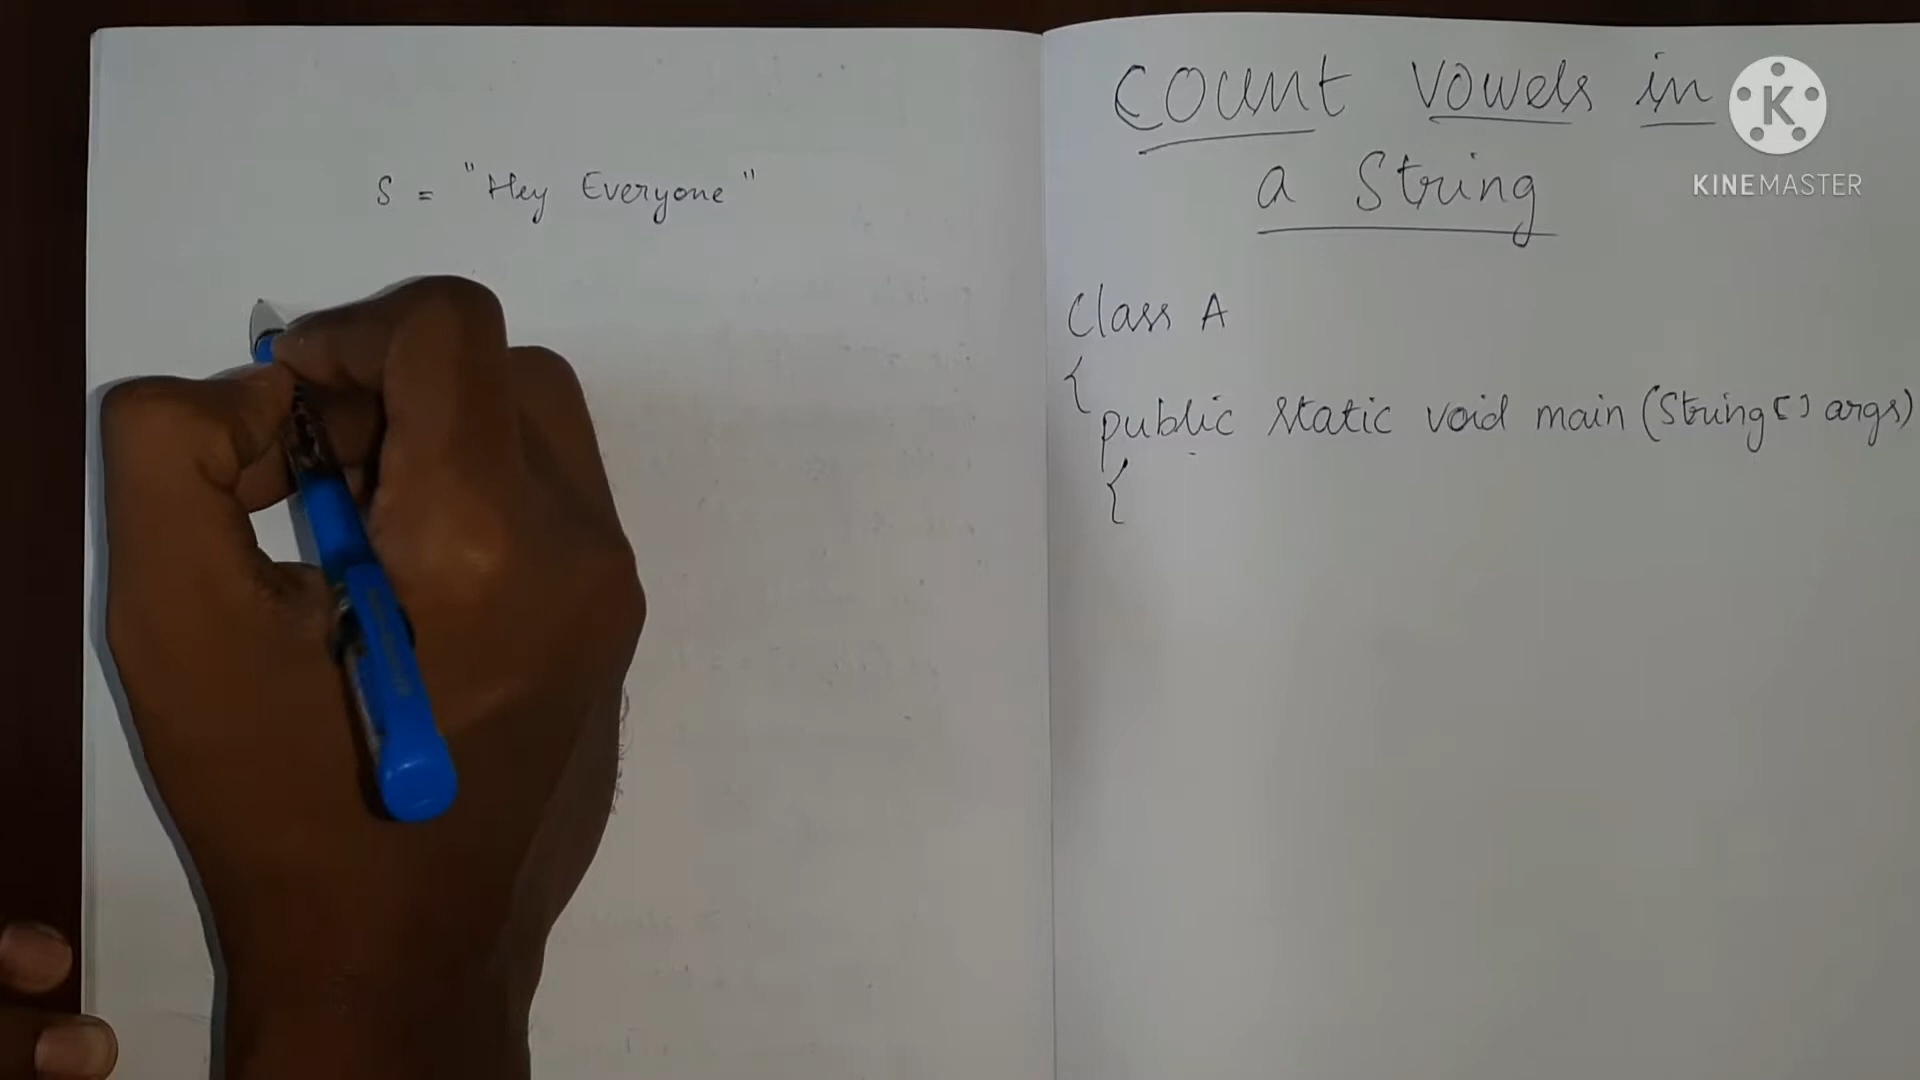 S = "Hey Everyone"
Count Vowels in
a String
Class A
{
public static void main (String [] args)
{
K
KINEMASTER